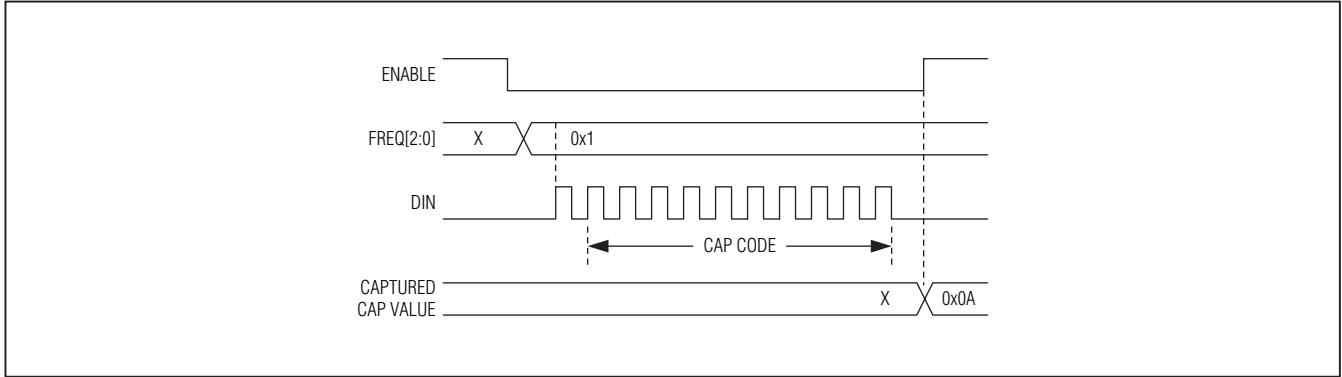 ENABLE
FREQ[2:0] X 0x1
DIN
CAP CODE
CAPTURED
CAP VALUE X 0x0A